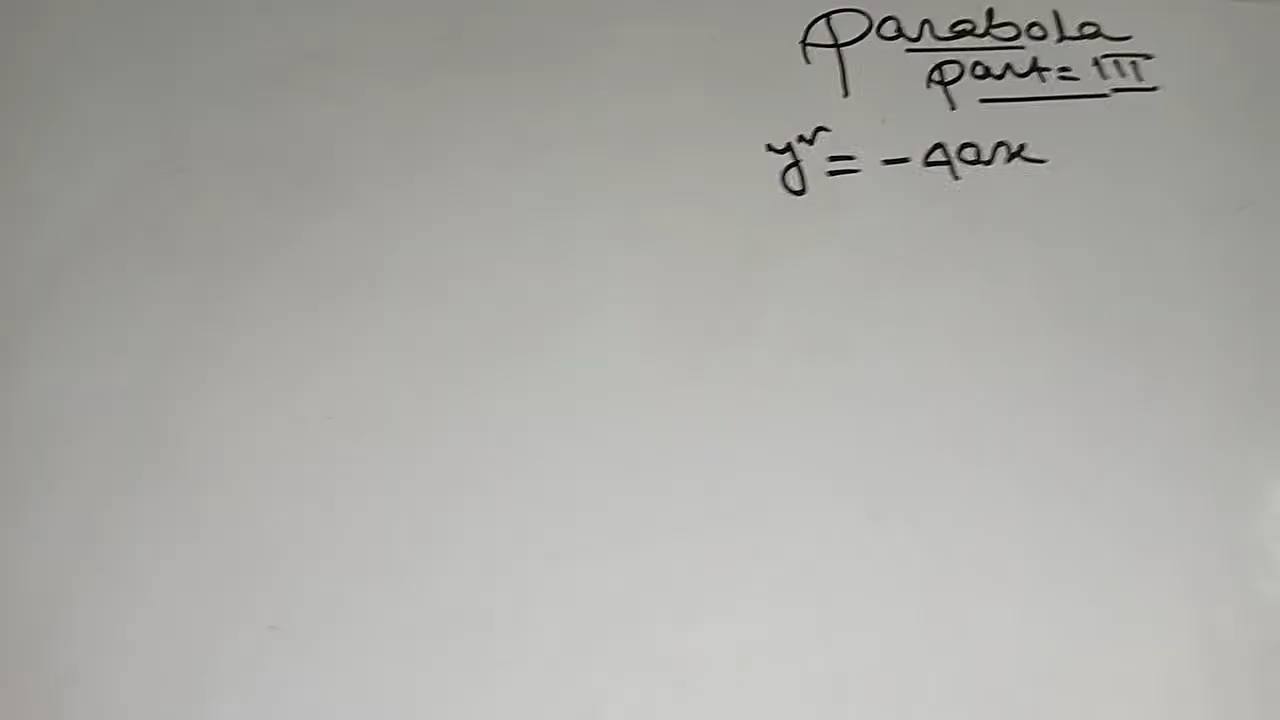 Parabola
part = III
y² = -4ax